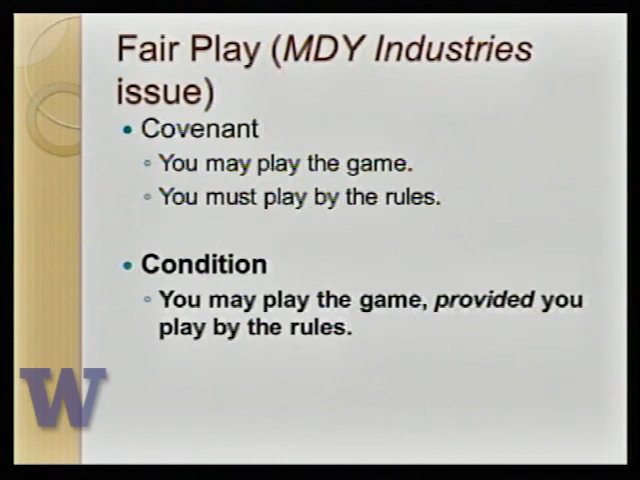 Fair Play (MDY Industries
issue)
• Covenant
◦ You may play the game.
◦ You must play by the rules.
• Condition
◦ You may play the game, provided you
play by the rules.
W